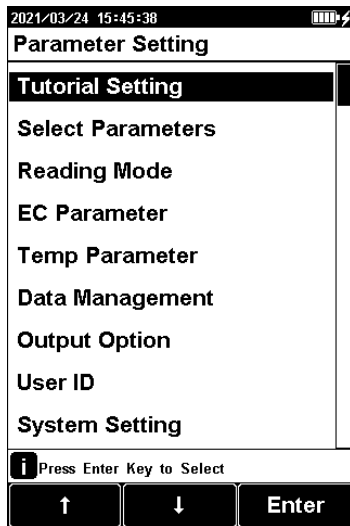 2021/03/24 15:45:38
Parameter Setting
Tutorial Setting
Select Parameters
Reading Mode
EC Parameter
Temp Parameter
Data Management
Output Option
User ID
System Setting
i Press Enter Key to Select
↑ ↓ Enter